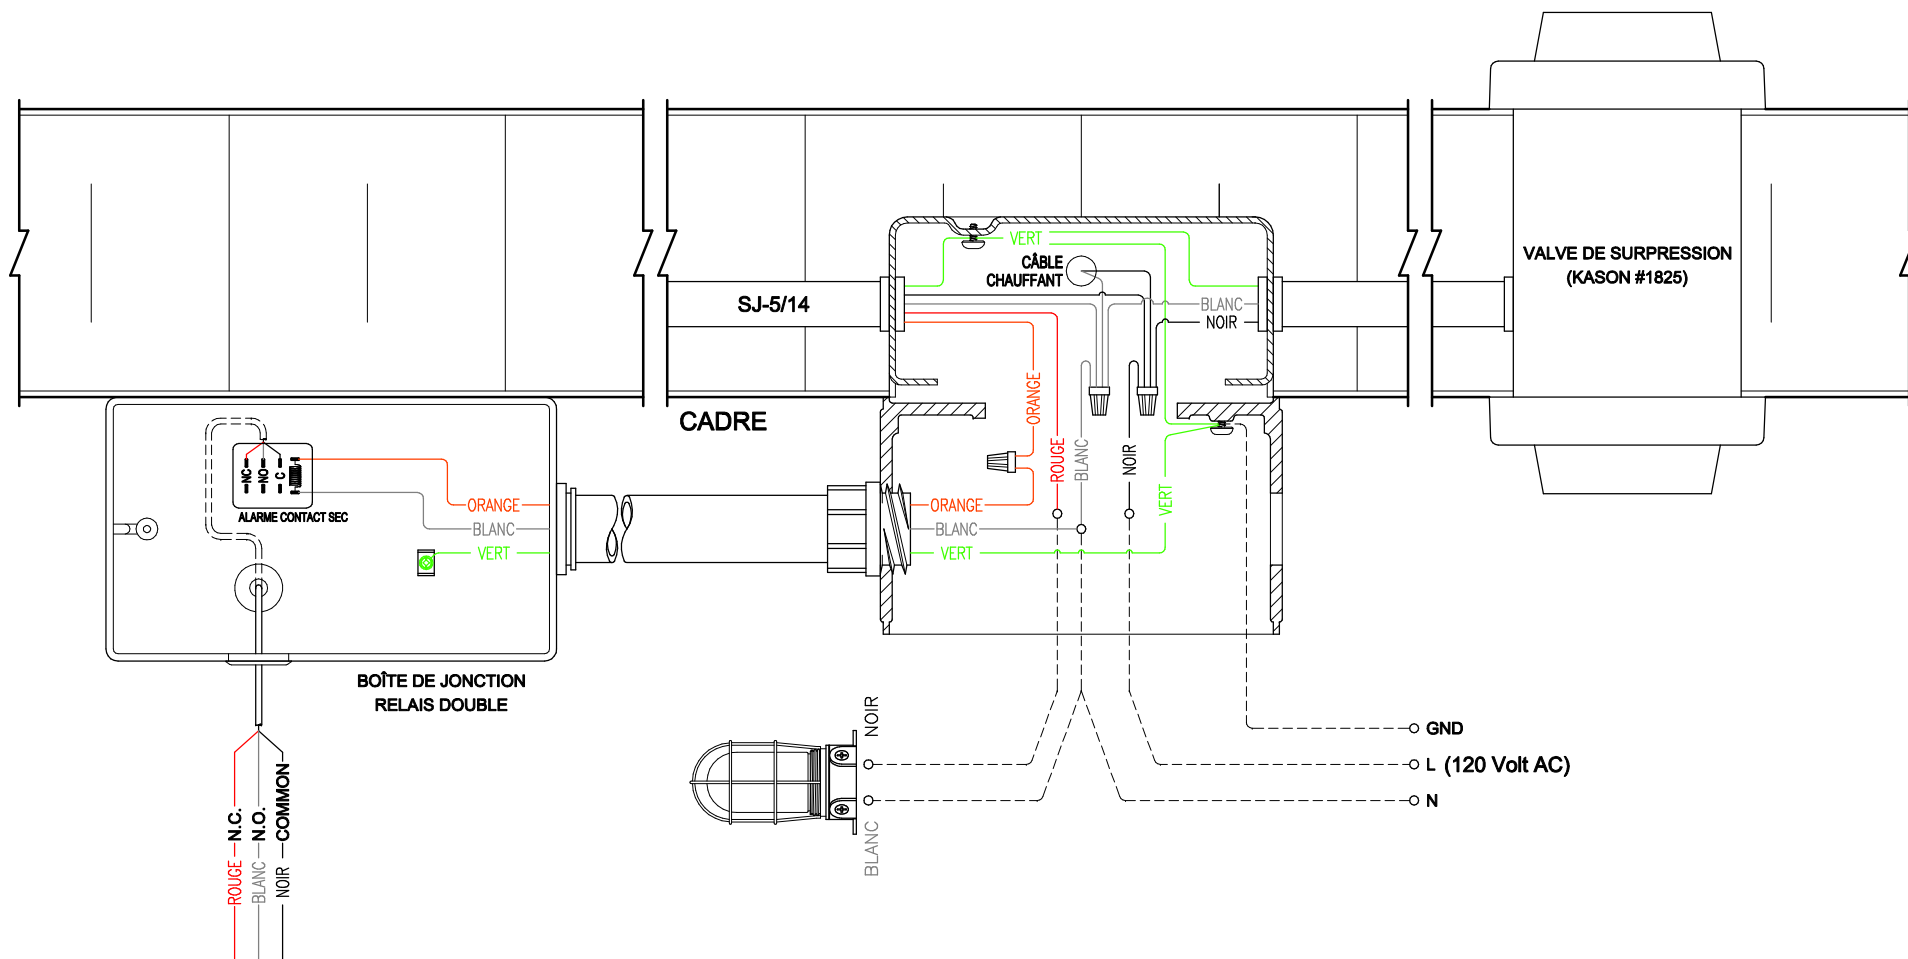 VALVE DE SURPRESSION
(KASON #1825)
VERT
CÂBLE
CHAUFFANT
SJ-5/14
BLANC
NOIR
ORANGE
CADRE
ROUGE
BLANC
NOIR
VERT
NC
NO
C
ALARME CONTACT SEC
ORANGE
BLANC
VERT
ORANGE
BLANC
VERT
BOÎTE DE JONCTION
RELAIS DOUBLE
NOIR
BLANC
GND
L (120 Volt AC)
N
ROUGE N.C.
BLANC N.O.
NOIR COMMON